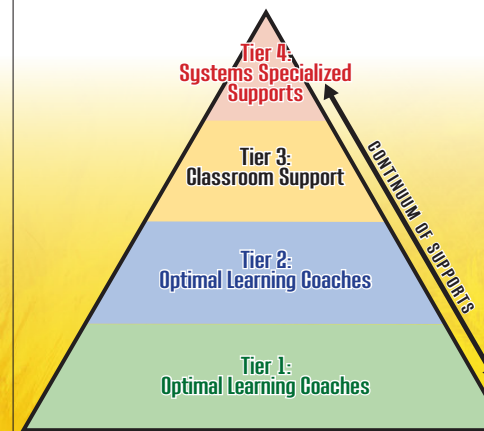 Tier 4:
Systems Specialized
Supports
Tier 3:
Classroom Support
CONTINUUM OF SUPPORTS
Tier 2:
Optimal Learning Coaches
Tier 1:
Optimal Learning Coaches